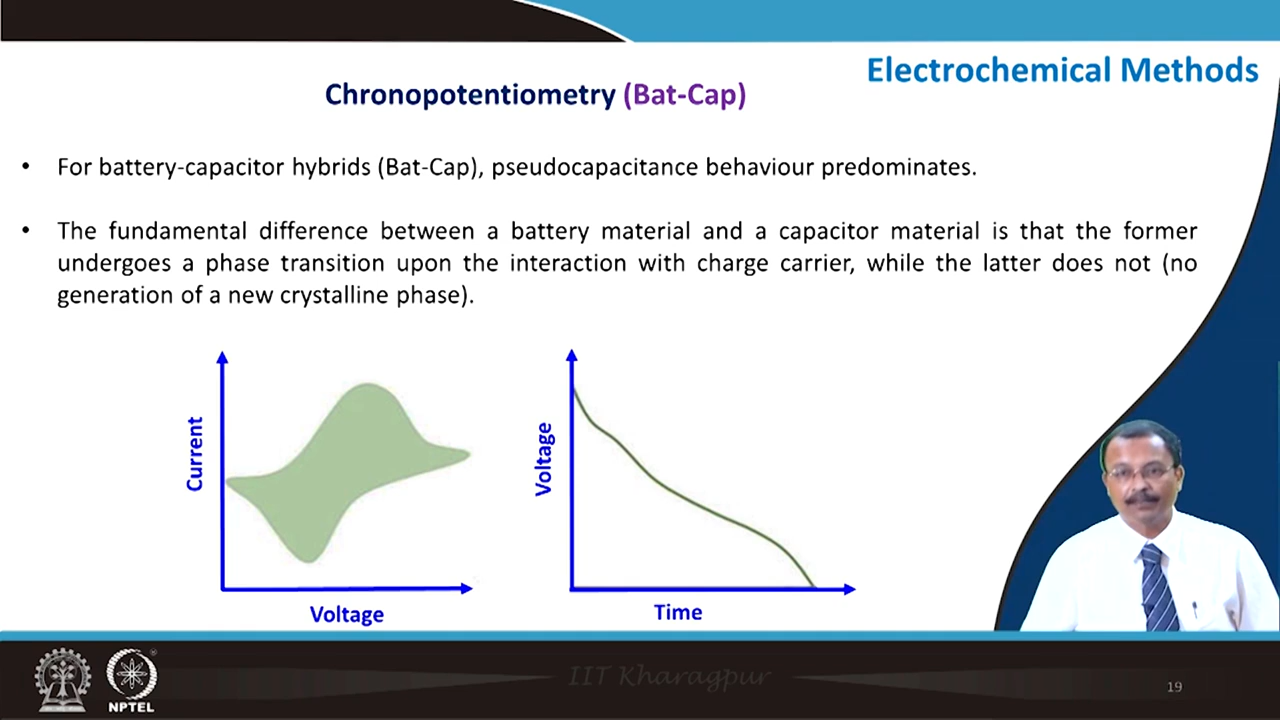 Electrochemical Methods
Chronopotentiometry (Bat-Cap)
• For battery-capacitor hybrids (Bat-Cap), pseudocapacitance behaviour predominates.
• The fundamental difference between a battery material and a capacitor material is that the former
undergoes a phase transition upon the interaction with charge carrier, while the latter does not (no
generation of a new crystalline phase).
Current
Voltage
Voltage
Time
IIT Kharagpur
NPTEL
19